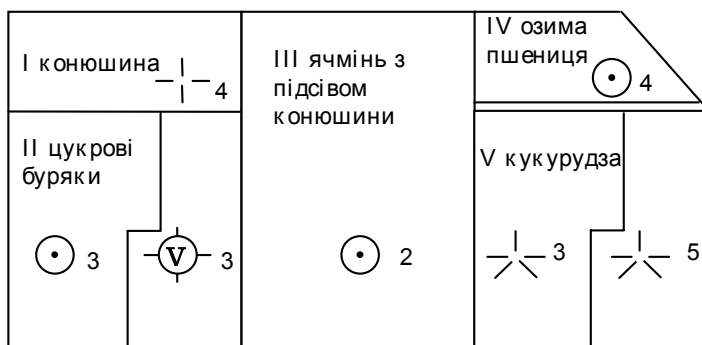 I конюшина
4
II цукрові
буряки
3
V
3
III ячмінь з
підсівом
конюшини
2
IV озима
пшениця
4
V кукурудза
3
5